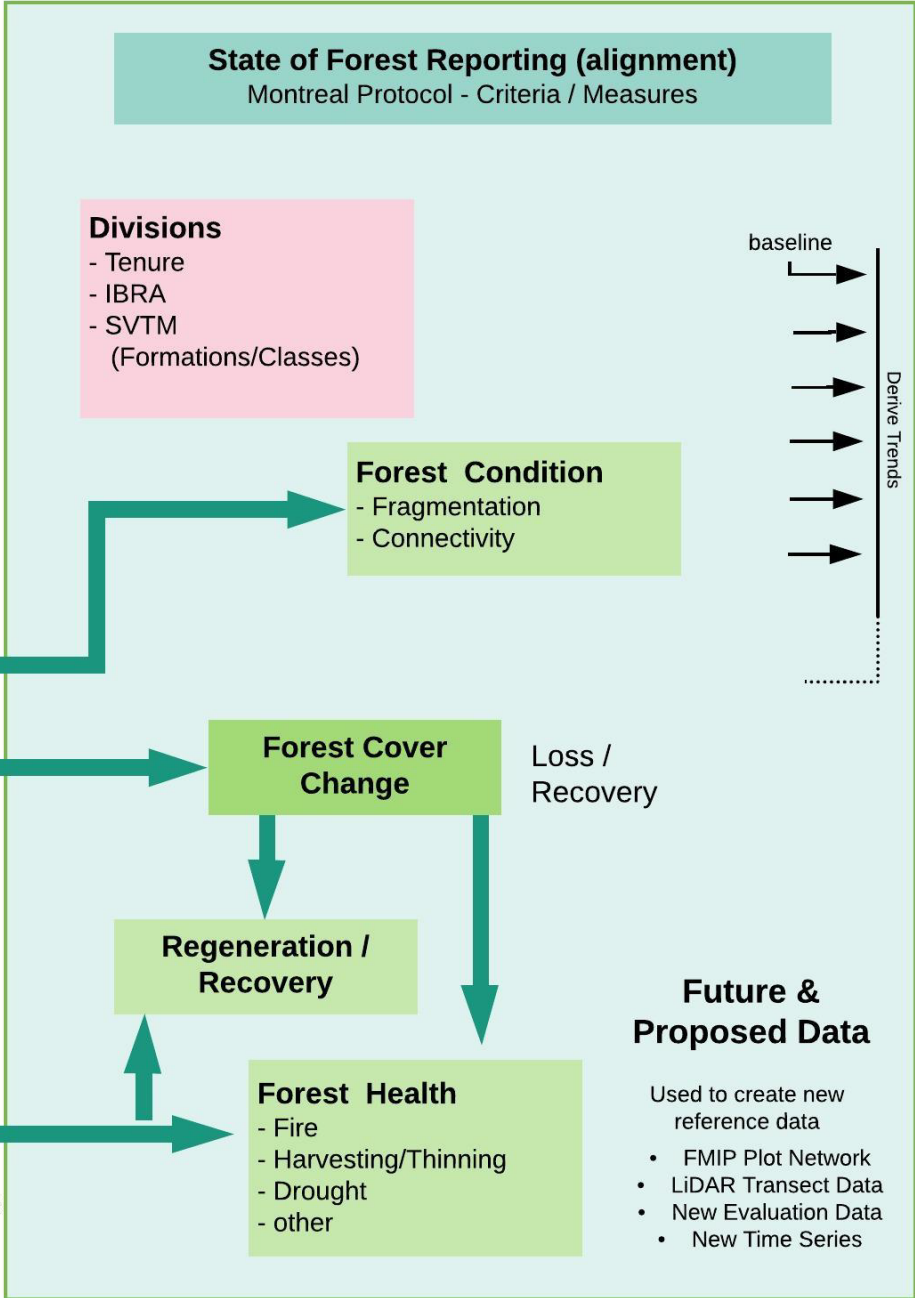 State of Forest Reporting (alignment)
Montreal Protocol - Criteria / Measures
Divisions
- Tenure
- IBRA
- SVTM
(Formations/Classes)
baseline
Derive Trends
Forest  Condition
- Fragmentation
- Connectivity
Forest Cover
Change
Loss /
Recovery
Regeneration /
Recovery
Forest  Health
- Fire
- Harvesting/Thinning
- Drought
- other
Future &
Proposed Data
Used to create new
reference data
• FMIP Plot Network
• LiDAR Transect Data
• New Evaluation Data
• New Time Series